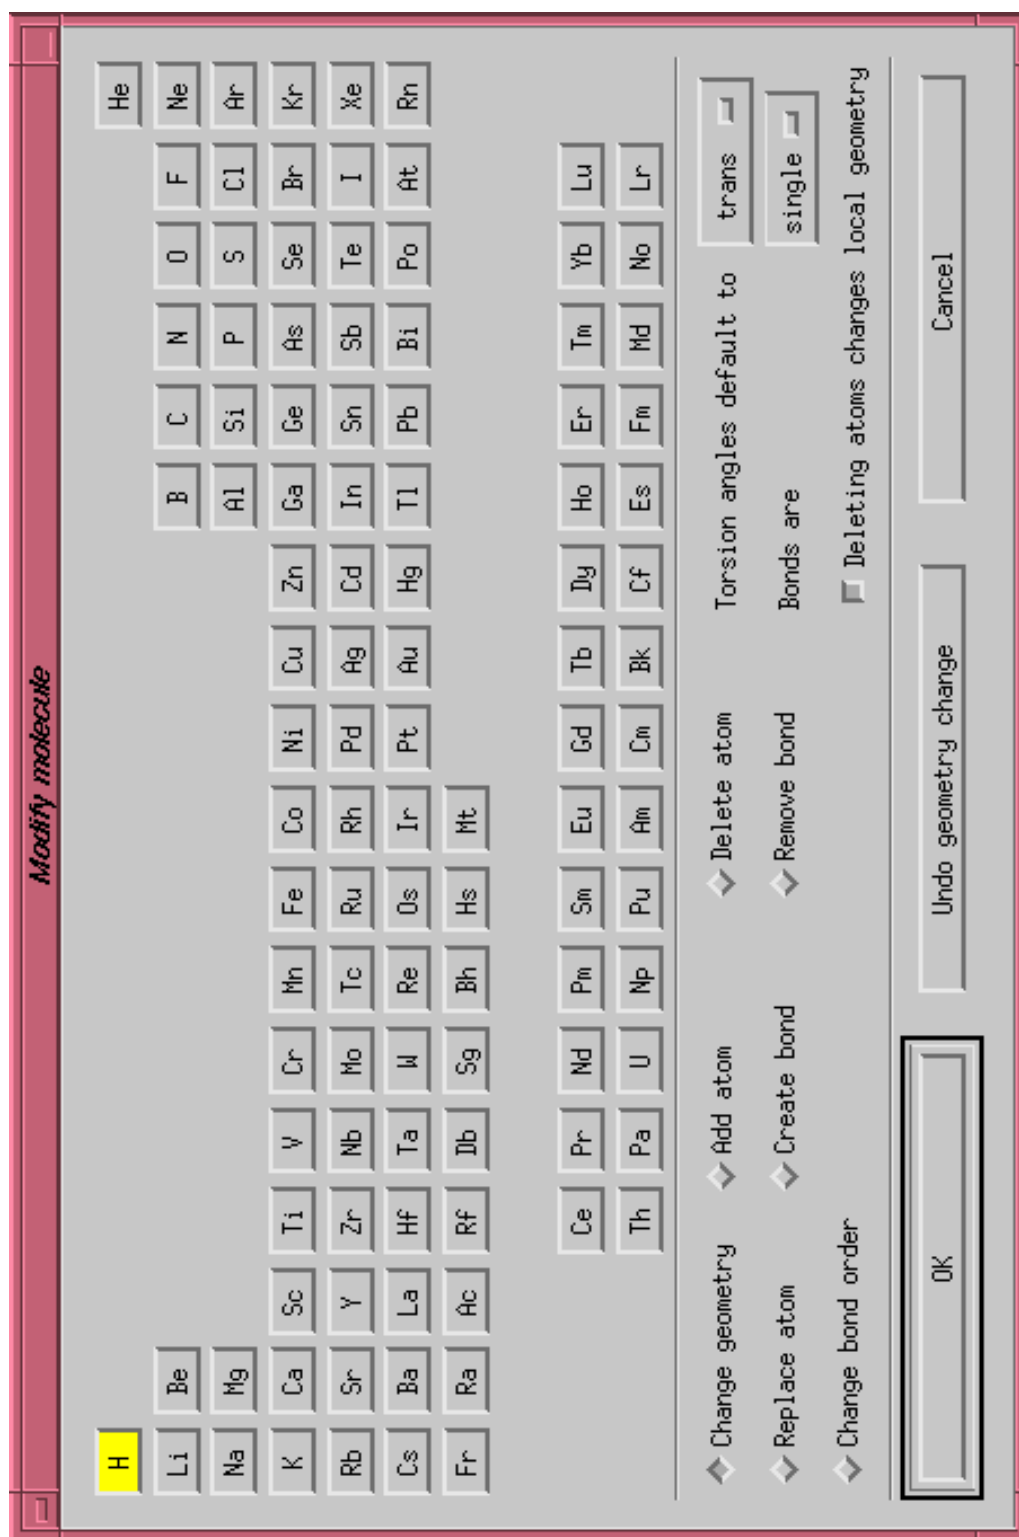 Modify molecule
H He
Li Be B C N O F Ne
Na Mg Al Si P S Cl Ar
K Ca Sc Ti V Cr Mn Fe Co Ni Cu Zn Ga Ge As Se Br Kr
Rb Sr Y Zr Nb Mo Tc Ru Rh Pd Ag Cd In Sn Sb Te I Xe
Cs Ba La Hf Ta W Re Os Ir Pt Au Hg Tl Pb Bi Po At Rn
Fr Ra Ac Rf Db Sg Bh Hs Mt
Ce Pr Nd Pm Sm Eu Gd Tb Dy Ho Er Tm Yb Lu
Th Pa U Np Pu Am Cm Bk Cf Es Fm Md No Lr
Change geometry Add atom Delete atom Torsion angles default to trans
Replace atom Create bond Remove bond Bonds are single
Change bond order Deleting atoms changes local geometry
OK Undo geometry change Cancel